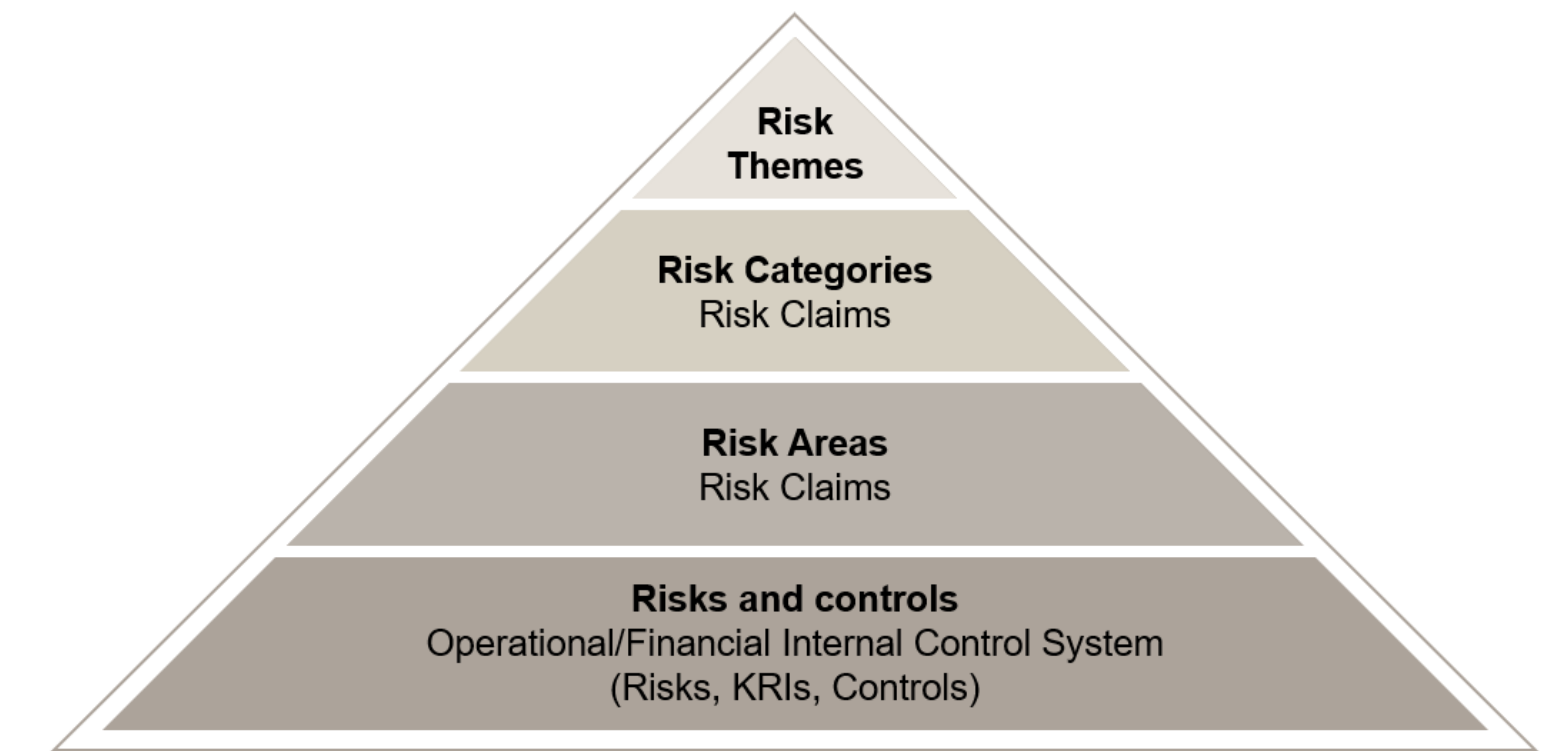 Risk
Themes
Risk Categories
Risk Claims
Risk Areas
Risk Claims
Risks and controls
Operational/Financial Internal Control System
(Risks, KRIs, Controls)